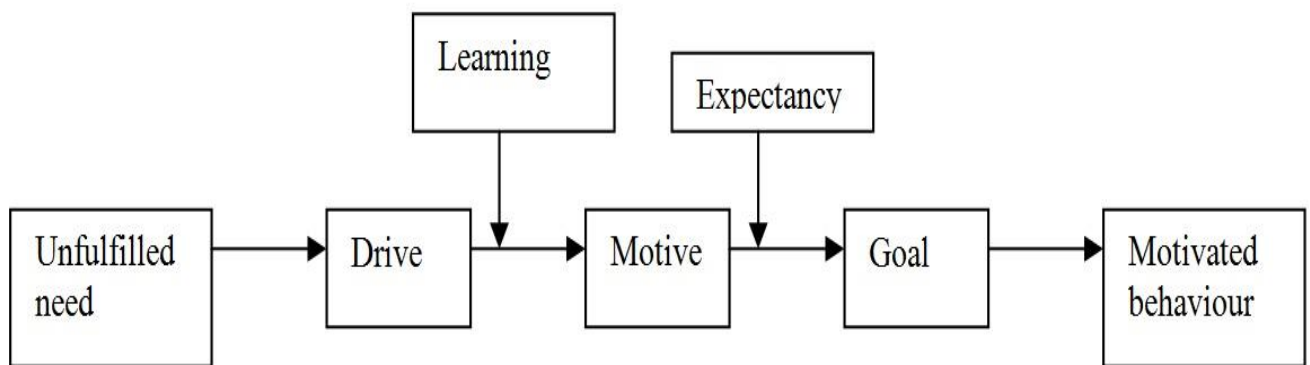 Learning
Expectancy
Unfulfilled
need
Drive
Motive
Goal
Motivated
behaviour